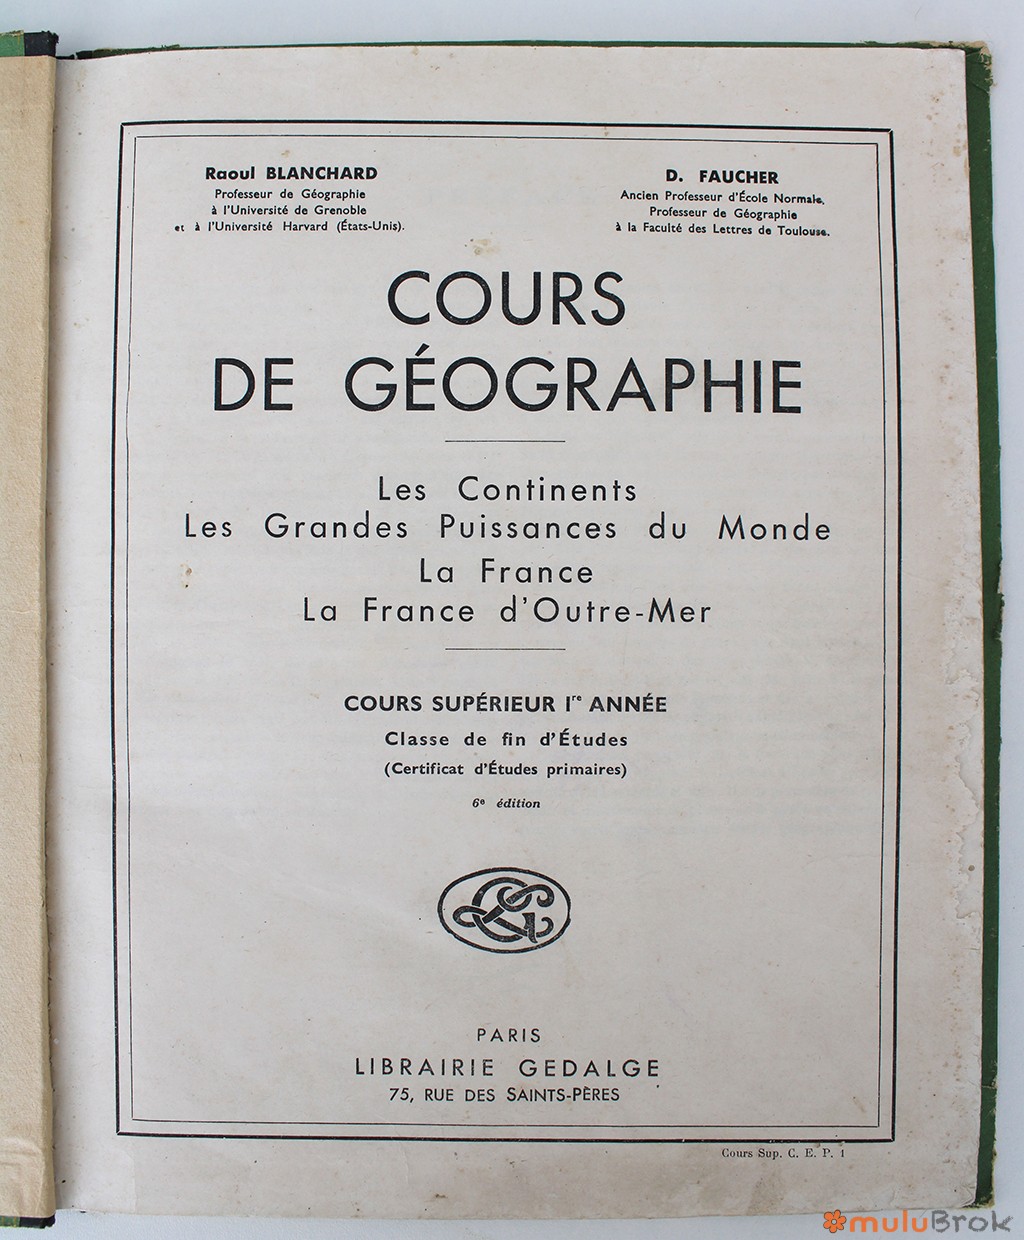 Raoul BLANCHARD
Professeur de Géographie
à l'Université de Grenoble
et à l'Université Harvard (États-Unis).
D. FAUCHER
Ancien Professeur d'École Normale,
Professeur de Géographie
à la Faculté des Lettres de Toulouse.
COURS
DE GÉOGRAPHIE
Les Continents
Les Grandes Puissances du Monde
La France
La France d'Outre-Mer
COURS SUPÉRIEUR Iʳᵉ ANNÉE
Classe de fin d'Études
(Certificat d'Études primaires)
6ᵉ édition
PARIS
LIBRAIRIE GEDALGE
75, RUE DES SAINTS-PÈRES
Cours Sup. C. E. P. 1
muluBrok